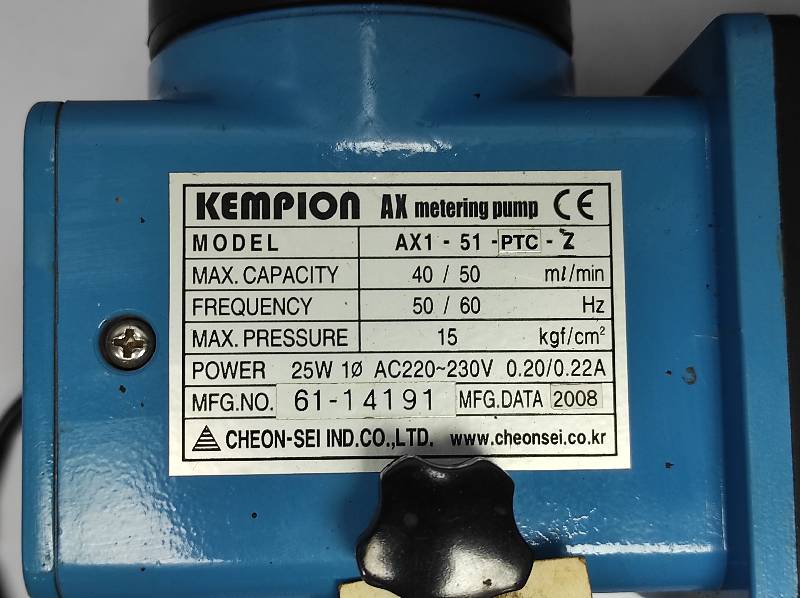 KEMPION AX metering pump CE
MODEL AX1 - 51 - PTC - Z
MAX. CAPACITY 40 / 50 mℓ/min
FREQUENCY 50 / 60 Hz
MAX. PRESSURE 15 kgf/cm²
POWER 25W 1Ø AC220~230V 0.20/0.22A
MFG.NO. 61-14191 MFG.DATA 2008
CHEON-SEI IND.CO.,LTD. www.cheonsei.co.kr